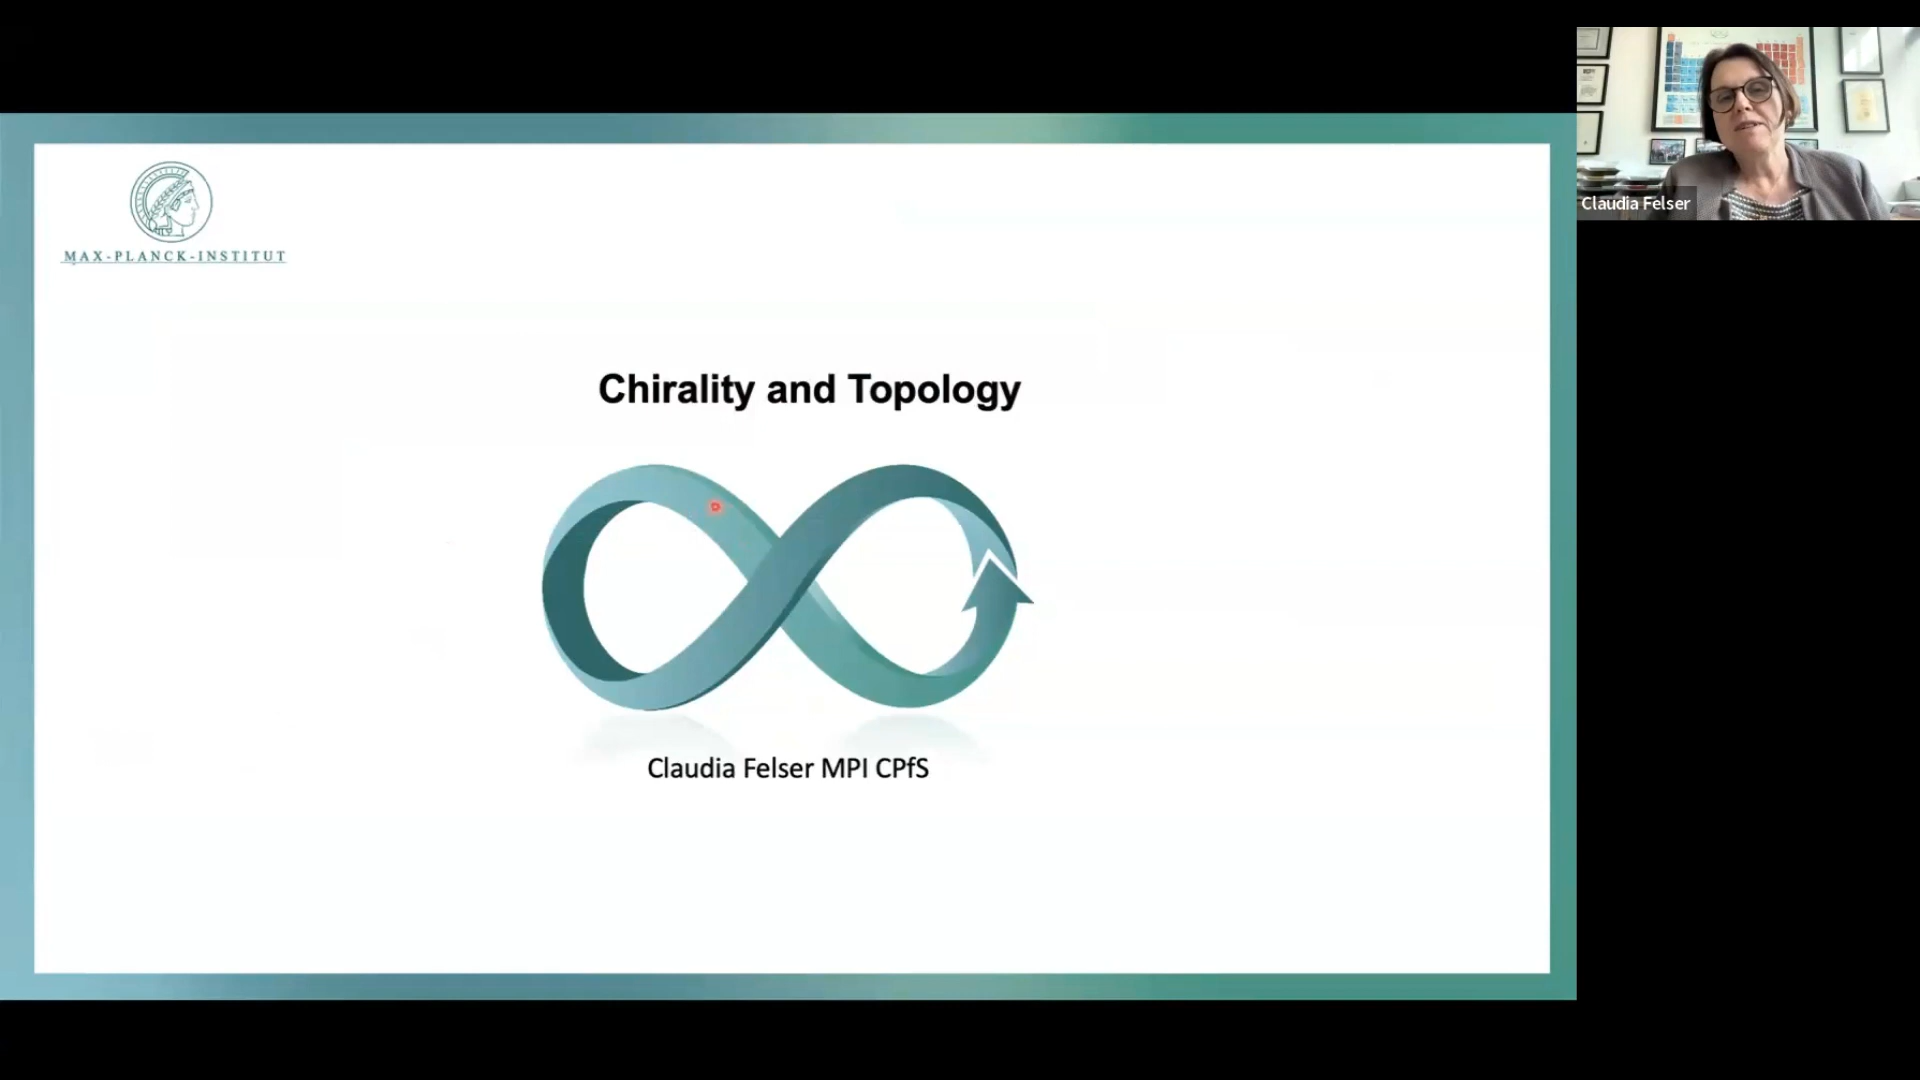 MAX-PLANCK-INSTITUT
Chirality and Topology
Claudia Felser MPI CPfS
Claudia Felser